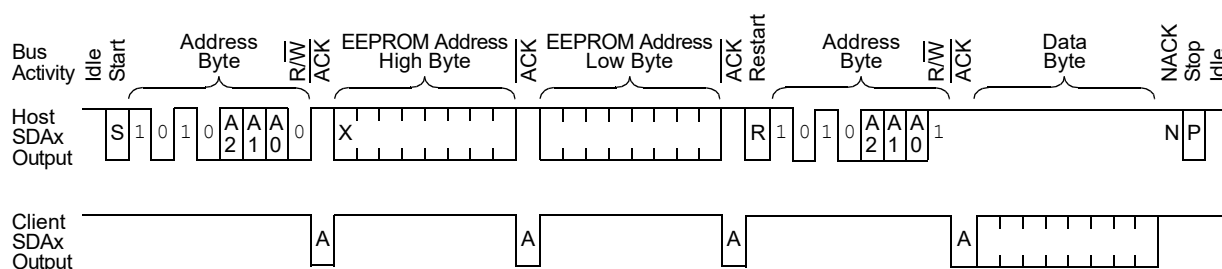 Bus Activity
Idle
Start
Address Byte
R/W
ACK
EEPROM Address High Byte
ACK
EEPROM Address Low Byte
ACK
Restart
Address Byte
R/W
ACK
Data Byte
NACK
Stop
Idle
Host SDAx Output
S 1 0 1 0 A2 A1 A0 0 X R 1 0 1 0 A2 A1 A0 1 N P
Client SDAx Output
A A A A